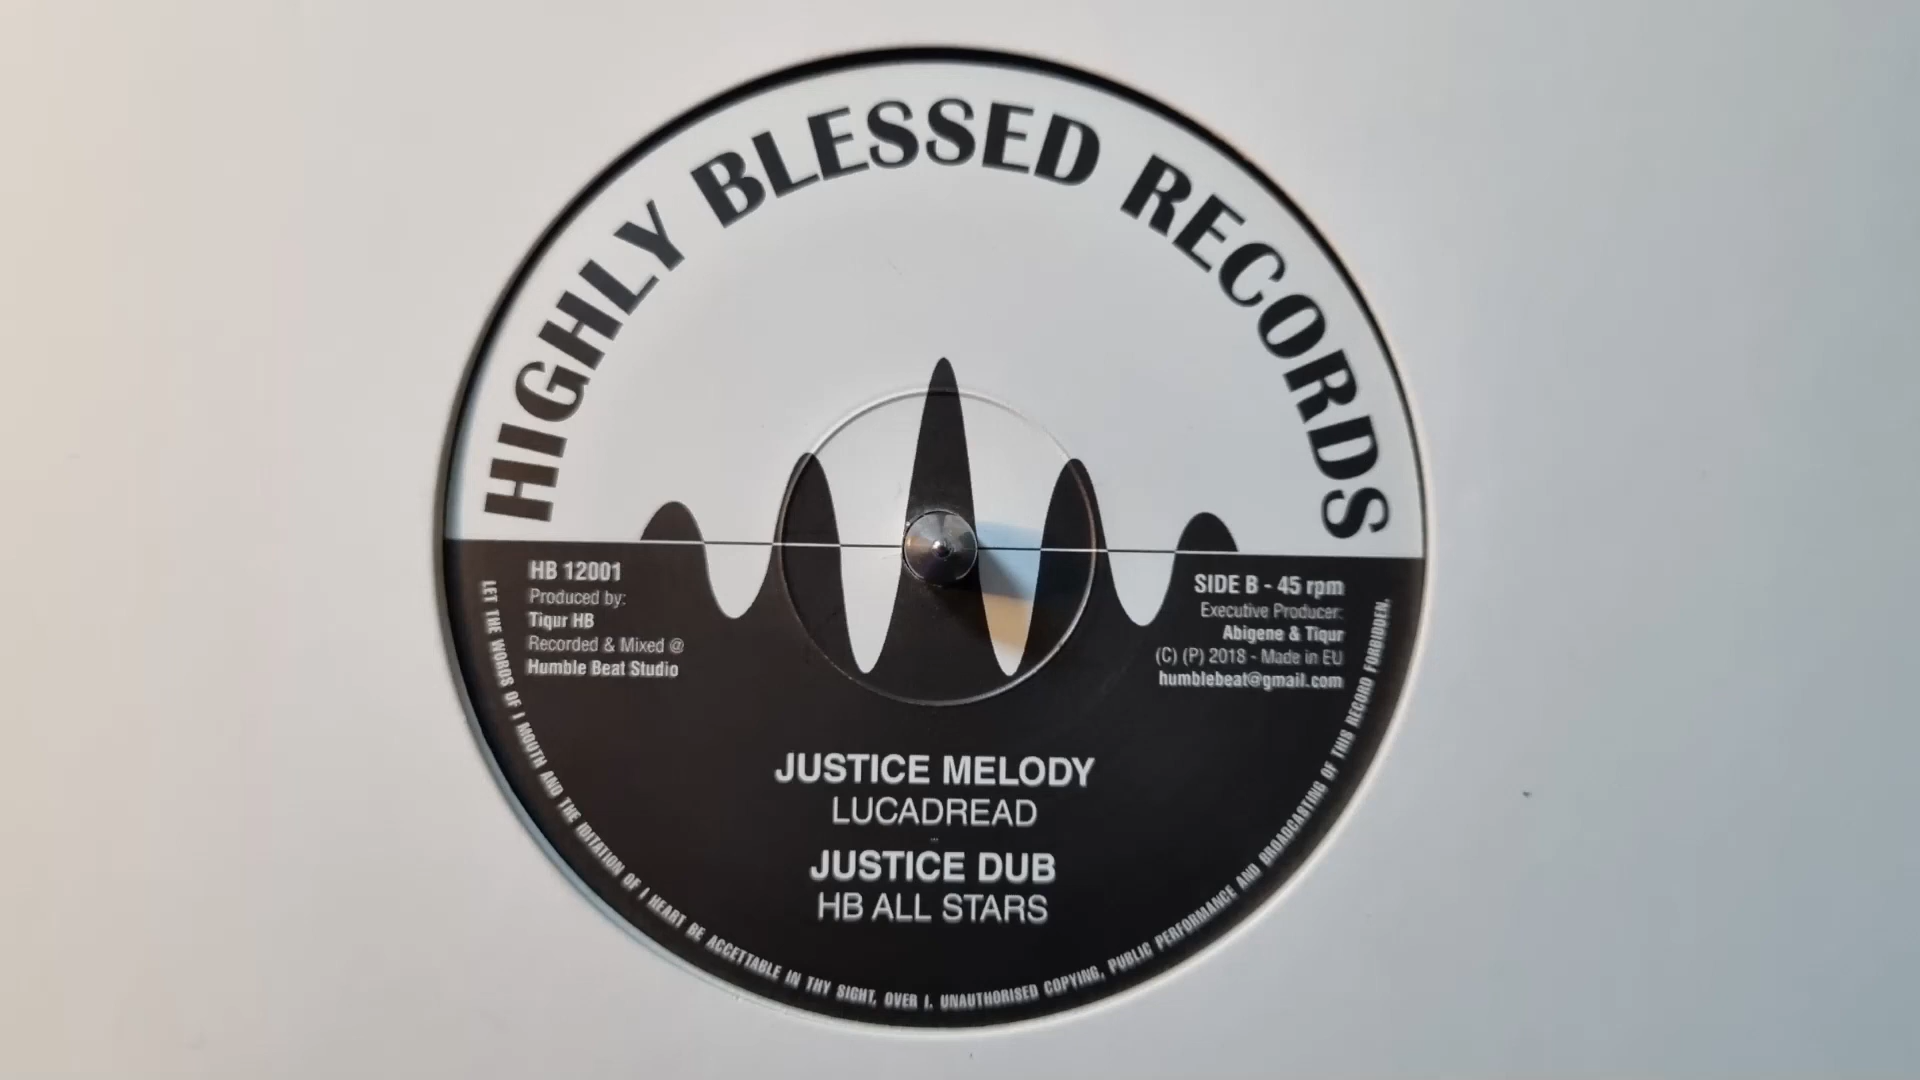 HIGHLY BLESSED RECORDS
HB 12001
Produced by:
Tiqur HB
Recorded & Mixed @
Humble Beat Studio
SIDE B - 45 rpm
Executive Producer:
Abigene & Tiqur
(C) (P) 2018 - Made in EU
humblebeat@gmail.com
JUSTICE MELODY
LUCADREAD
JUSTICE DUB
HB ALL STARS
LET THE WORDS OF I MOUTH AND THE IDITATION OF I HEART BE ACCETTABLE IN THY SIGHT, OVER I. UNAUTHORISED COPYING, PUBLIC PERFORMANCE AND BROADCASTING OF THIS RECORD FORBIDDEN.